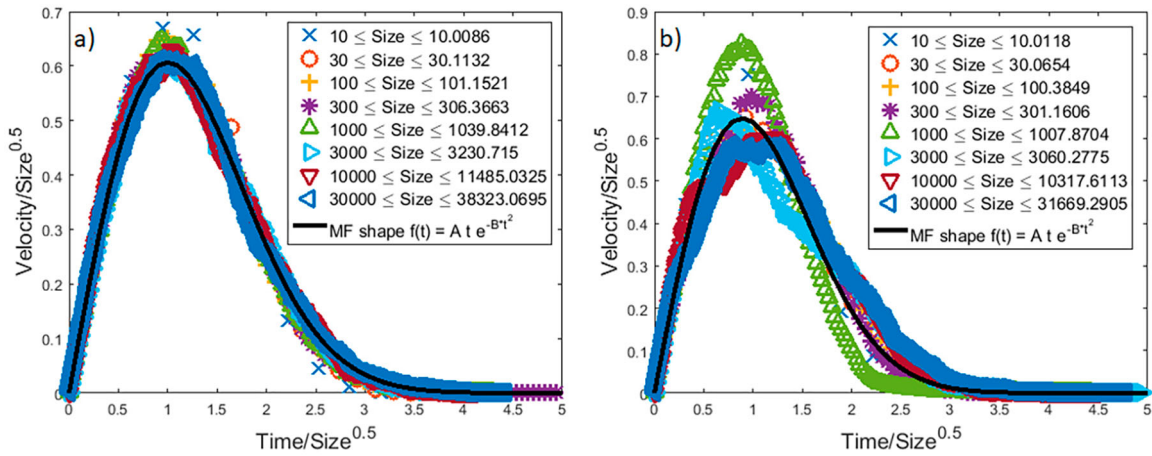 a)
Velocity/Size^0.5
0.7
0.6
0.5
0.4
0.3
0.2
0.1
0
0 0.5 1 1.5 2 2.5 3 3.5 4 4.5 5
Time/Size^0.5
10 ≤ Size ≤ 10.0086
30 ≤ Size ≤ 30.1132
100 ≤ Size ≤ 101.1521
300 ≤ Size ≤ 306.3663
1000 ≤ Size ≤ 1039.8412
3000 ≤ Size ≤ 3230.715
10000 ≤ Size ≤ 11485.0325
30000 ≤ Size ≤ 38323.0695
MF shape f(t) = A t e^-B*t^2
b)
Velocity/Size^0.5
0.9
0.8
0.7
0.6
0.5
0.4
0.3
0.2
0.1
0
0 0.5 1 1.5 2 2.5 3 3.5 4 4.5 5
Time/Size^0.5
10 ≤ Size ≤ 10.0118
30 ≤ Size ≤ 30.0654
100 ≤ Size ≤ 100.3849
300 ≤ Size ≤ 301.1606
1000 ≤ Size ≤ 1007.8704
3000 ≤ Size ≤ 3060.2775
10000 ≤ Size ≤ 10317.6113
30000 ≤ Size ≤ 31669.2905
MF shape f(t) = A t e^-B*t^2